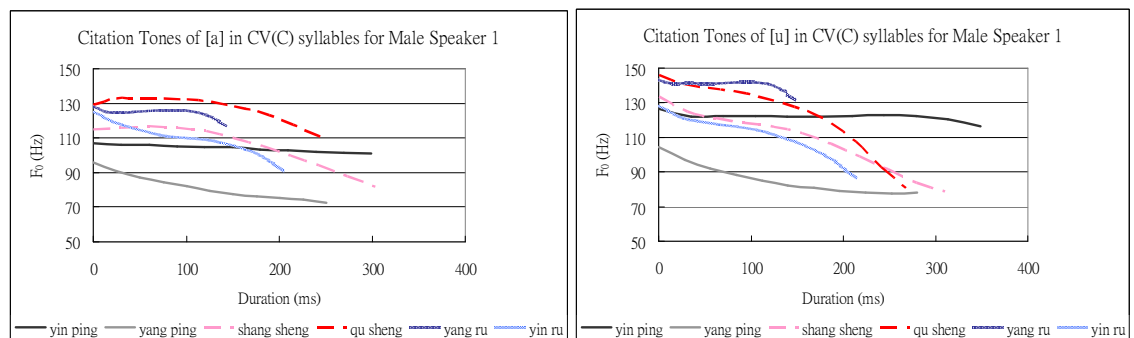 Citation Tones of [a] in CV(C) syllables for Male Speaker 1
150
130
110
90
70
50
F0 (Hz)
0 100 200 300 400
Duration (ms)
yin ping yang ping shang sheng qu sheng yang ru yin ru
Citation Tones of [u] in CV(C) syllables for Male Speaker 1
150
130
110
90
70
50
F0 (Hz)
0 100 200 300 400
Duration (ms)
yin ping yang ping shang sheng qu sheng yang ru yin ru